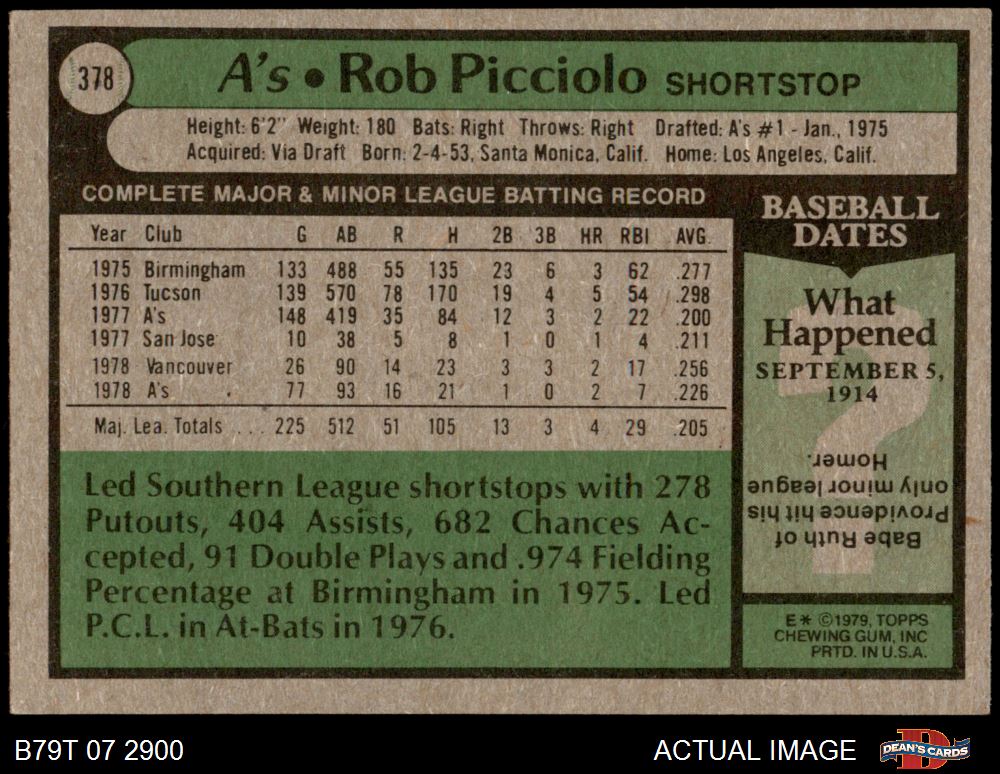 378
A's • Rob Picciolo SHORTSTOP
Height: 6'2" Weight: 180 Bats: Right Throws: Right Drafted: A's #1 - Jan., 1975
Acquired: Via Draft Born: 2-4-53, Santa Monica, Calif. Home: Los Angeles, Calif.
COMPLETE MAJOR & MINOR LEAGUE BATTING RECORD
Year Club G AB R H 2B 3B HR RBI AVG.
1975 Birmingham 133 488 55 135 23 6 3 62 .277
1976 Tucson 139 570 78 170 19 4 5 54 .298
1977 A's 148 419 35 84 12 3 2 22 .200
1977 San Jose 10 38 5 8 1 0 1 4 .211
1978 Vancouver 26 90 14 23 3 3 2 17 .256
1978 A's 77 93 16 21 1 0 2 7 .226
Maj. Lea. Totals ... 225 512 51 105 13 3 4 29 .205
Led Southern League shortstops with 278
Putouts, 404 Assists, 682 Chances Ac-
cepted, 91 Double Plays and .974 Fielding
Percentage at Birmingham in 1975. Led
P.C.L. in At-Bats in 1976.
BASEBALL
DATES
What
Happened
SEPTEMBER 5,
1914
?
Babe Ruth of
Providence hit his
only minor league
Homer.
E* ©1979, TOPPS
CHEWING GUM, INC
PRTD. IN U.S.A.
B79T 07 2900
ACTUAL IMAGE
DEAN'S CARDS